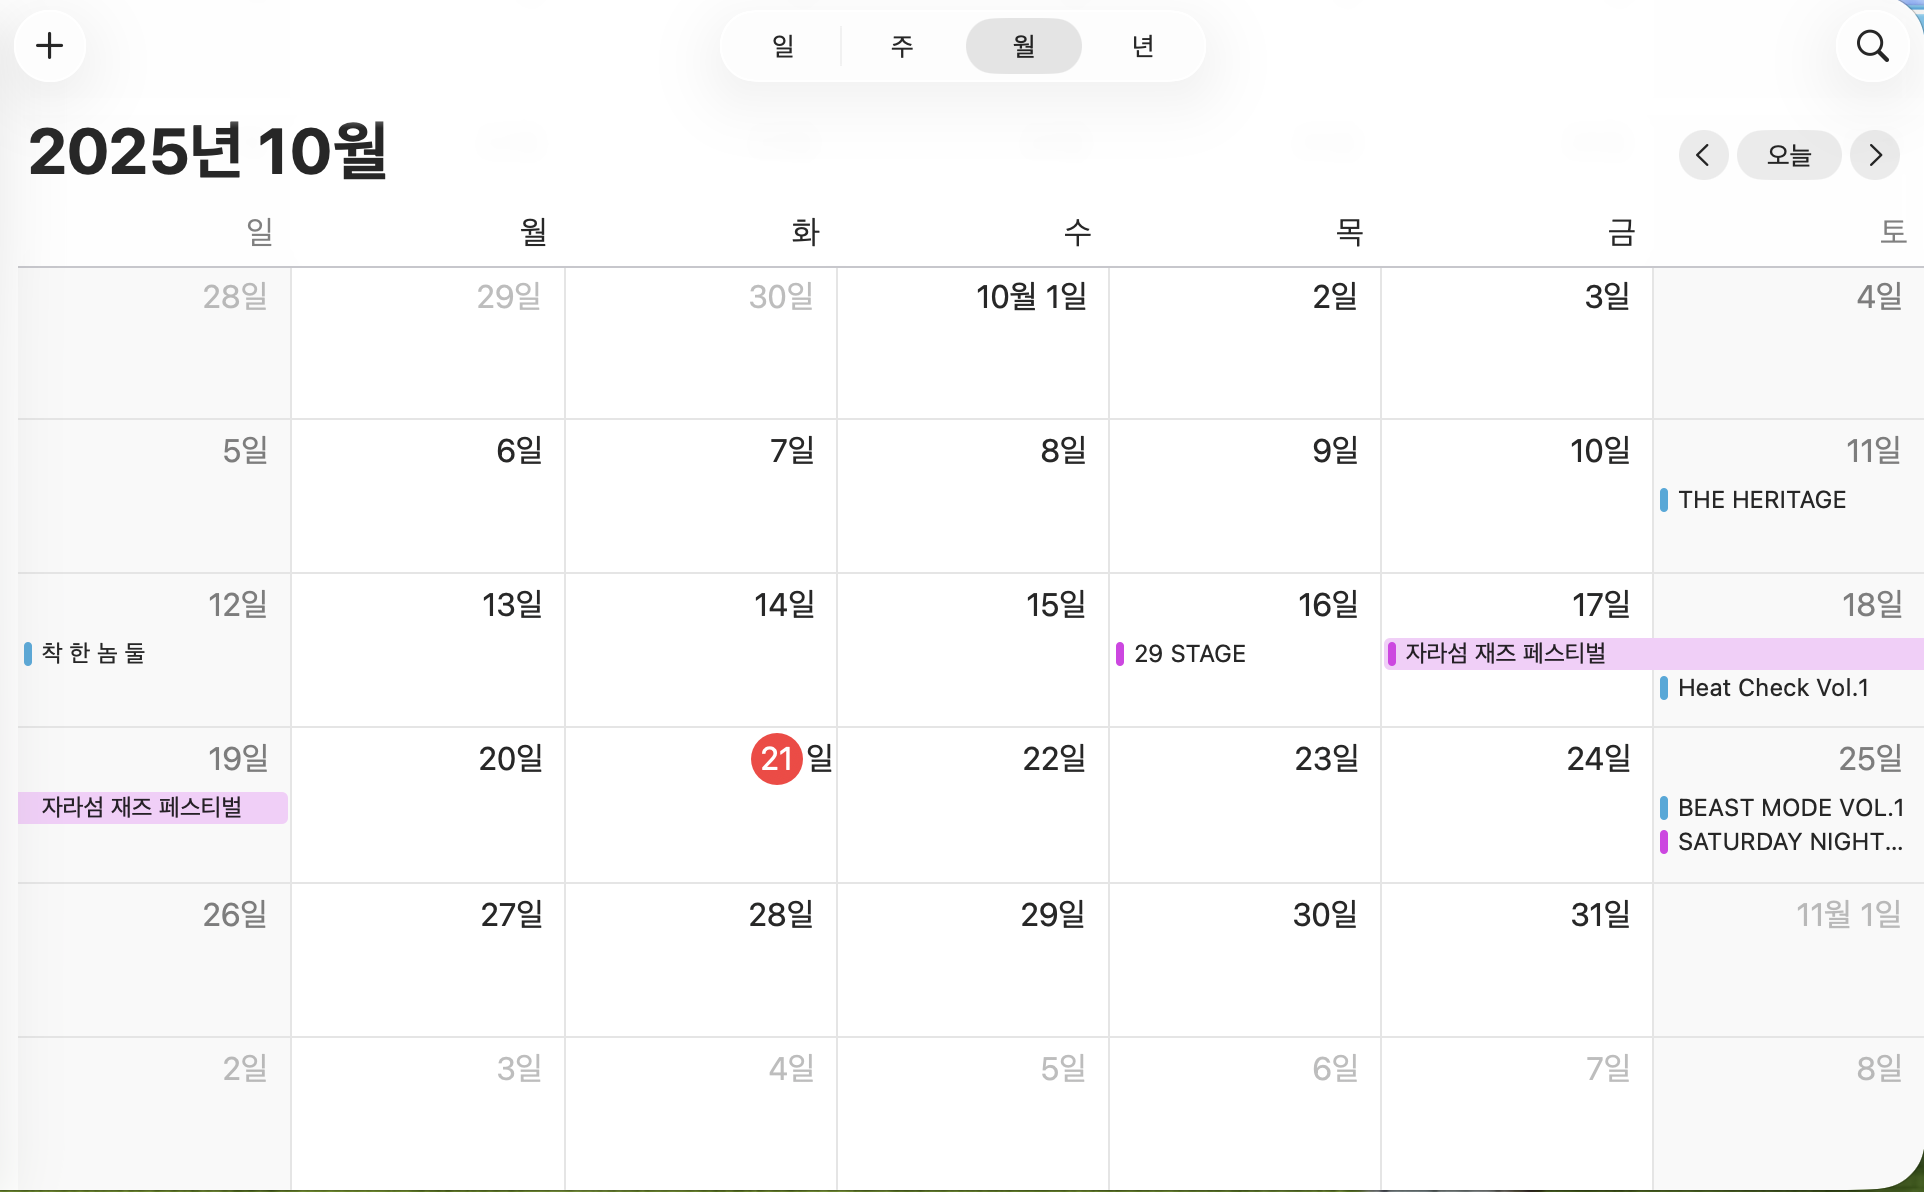 일 주 월 년
2025년 10월
오늘
일 월 화 수 목 금 토
28일 29일 30일 10월 1일 2일 3일 4일
5일 6일 7일 8일 9일 10일 11일
THE HERITAGE
12일 13일 14일 15일 16일 17일 18일
착 한 놈 둘 29 STAGE 자라섬 재즈 페스티벌
Heat Check Vol.1
19일 20일 21일 22일 23일 24일 25일
자라섬 재즈 페스티벌 BEAST MODE VOL.1
SATURDAY NIGHT...
26일 27일 28일 29일 30일 31일 11월 1일
2일 3일 4일 5일 6일 7일 8일